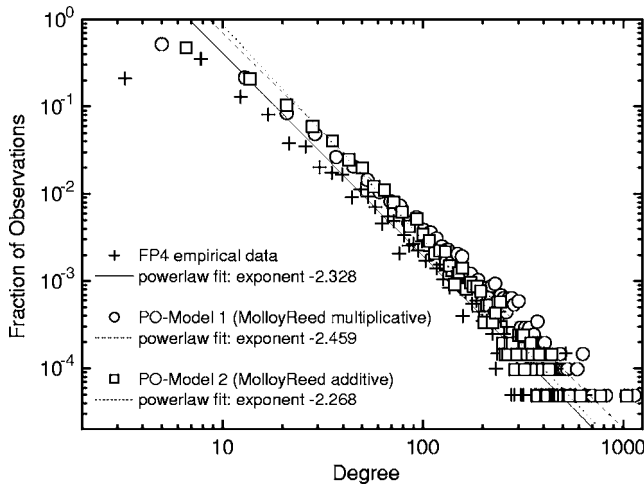 10^0
10^-1
10^-2
10^-3
10^-4
Fraction of Observations
FP4 empirical data
powerlaw fit: exponent -2.328
PO-Model 1 (MolloyReed multiplicative)
powerlaw fit: exponent -2.459
PO-Model 2 (MolloyReed additive)
powerlaw fit: exponent -2.268
10 100 1000
Degree